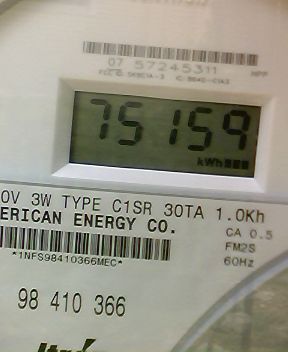 07 57245311
75159
kWh
0V 3W TYPE C1SR 30TA 1.0Kh
ERICAN ENERGY CO.
CA 0.5
FM2S
60Hz
*1NFS98410366MEC*
98 410 366